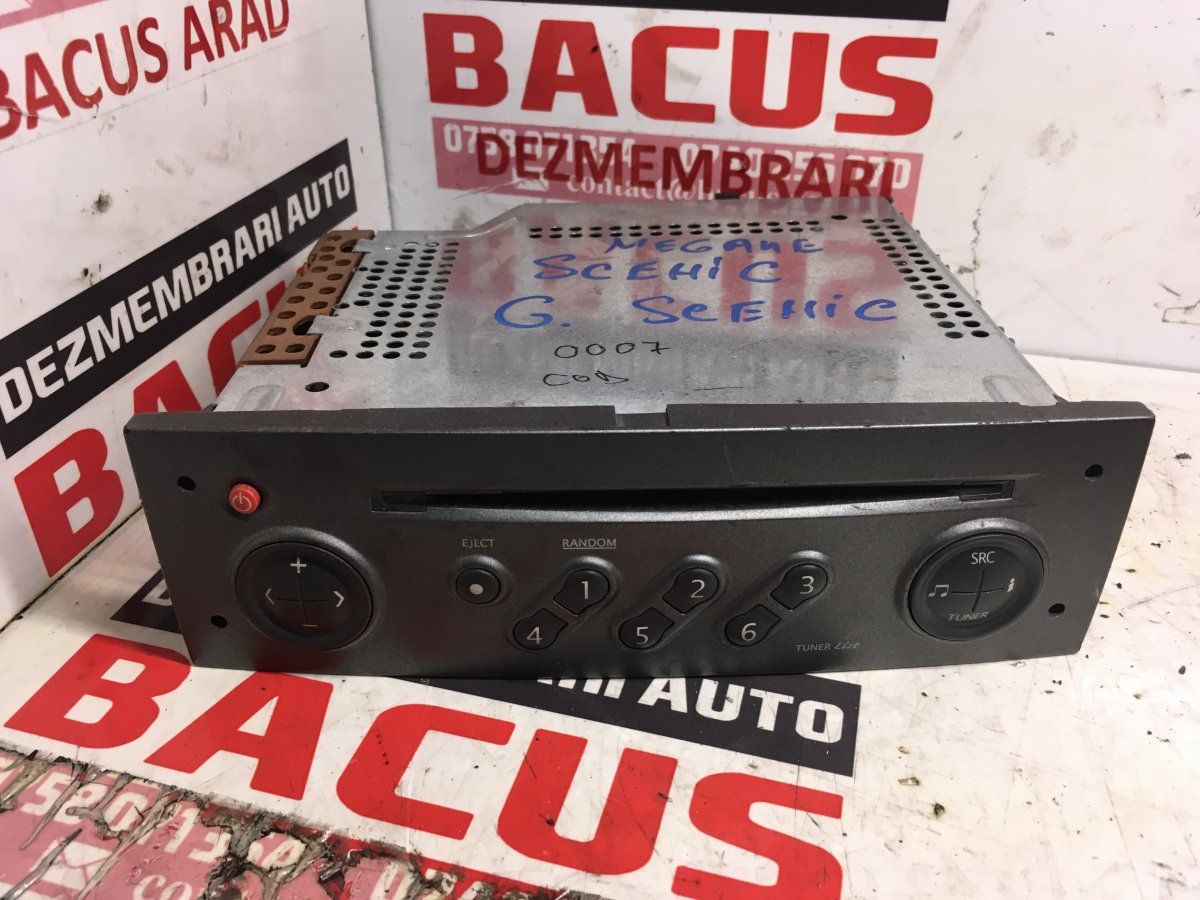 BACUS ARAD
BACUS
DEZMEMBRARI
DEZMEMBRARI AUTO
MEGANE
SCENIC
G. SCENIC
0007
COD
EJECT
RANDOM
1
2
3
4
5
6
SRC
TUNER
TUNER List
AUTO
BACUS